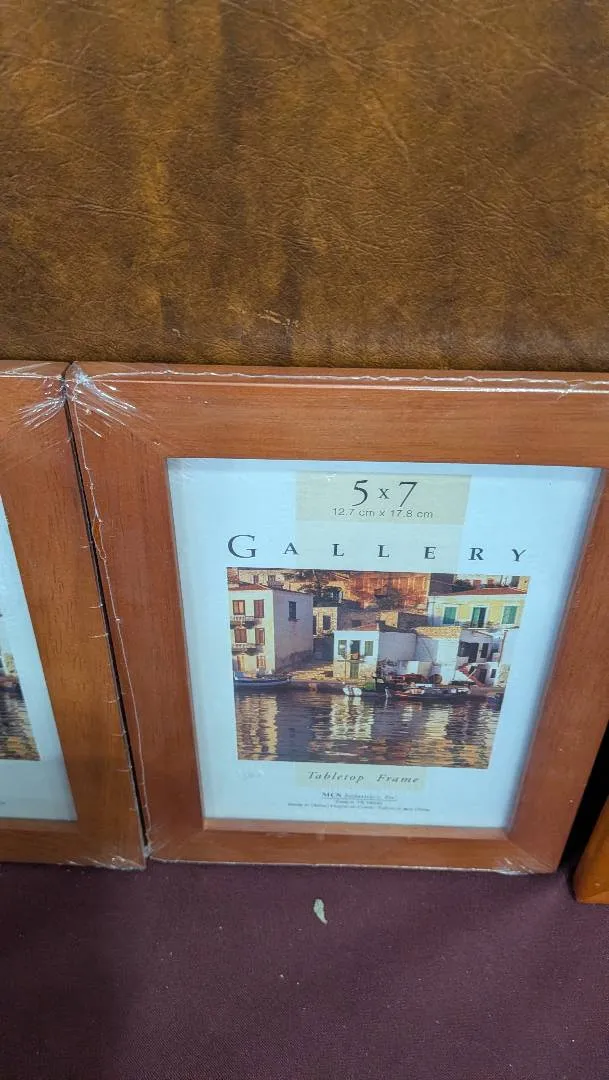 5 x 7
12.7 cm x 17.8 cm
GALLERY
Tabletop Frame
MCS Industries, Inc.